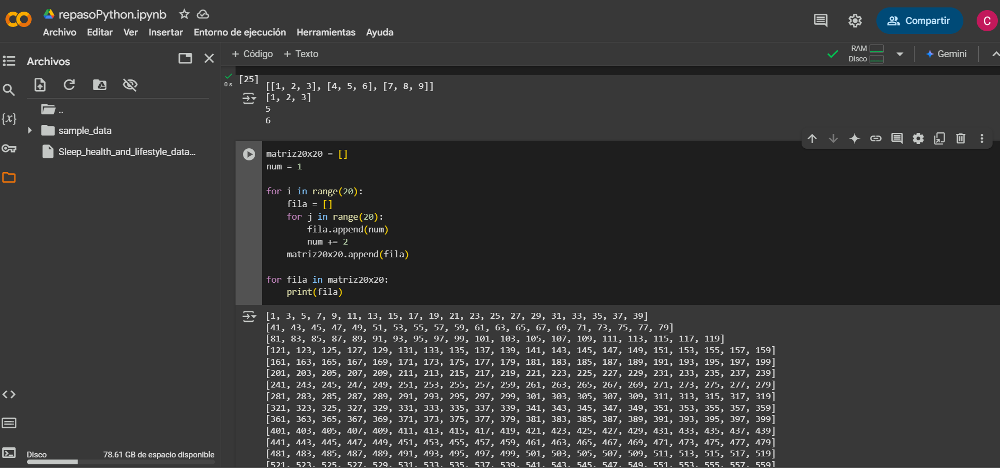 repasoPython.ipynb
Archivo Editar Ver Insertar Entorno de ejecución Herramientas Ayuda
Compartir
C
Archivos
..
sample_data
Sleep_health_and_lifestyle_data...
{x}
Disco 78.61 GB de espacio disponible
+ Código + Texto
RAM
Disco
Gemini
0 s
[25]
[[1, 2, 3], [4, 5, 6], [7, 8, 9]]
[1, 2, 3]
5
6
matriz20x20 = []
num = 1
for i in range(20):
    fila = []
    for j in range(20):
        fila.append(num)
        num += 2
    matriz20x20.append(fila)
for fila in matriz20x20:
    print(fila)
[1, 3, 5, 7, 9, 11, 13, 15, 17, 19, 21, 23, 25, 27, 29, 31, 33, 35, 37, 39]
[41, 43, 45, 47, 49, 51, 53, 55, 57, 59, 61, 63, 65, 67, 69, 71, 73, 75, 77, 79]
[81, 83, 85, 87, 89, 91, 93, 95, 97, 99, 101, 103, 105, 107, 109, 111, 113, 115, 117, 119]
[121, 123, 125, 127, 129, 131, 133, 135, 137, 139, 141, 143, 145, 147, 149, 151, 153, 155, 157, 159]
[161, 163, 165, 167, 169, 171, 173, 175, 177, 179, 181, 183, 185, 187, 189, 191, 193, 195, 197, 199]
[201, 203, 205, 207, 209, 211, 213, 215, 217, 219, 221, 223, 225, 227, 229, 231, 233, 235, 237, 239]
[241, 243, 245, 247, 249, 251, 253, 255, 257, 259, 261, 263, 265, 267, 269, 271, 273, 275, 277, 279]
[281, 283, 285, 287, 289, 291, 293, 295, 297, 299, 301, 303, 305, 307, 309, 311, 313, 315, 317, 319]
[321, 323, 325, 327, 329, 331, 333, 335, 337, 339, 341, 343, 345, 347, 349, 351, 353, 355, 357, 359]
[361, 363, 365, 367, 369, 371, 373, 375, 377, 379, 381, 383, 385, 387, 389, 391, 393, 395, 397, 399]
[401, 403, 405, 407, 409, 411, 413, 415, 417, 419, 421, 423, 425, 427, 429, 431, 433, 435, 437, 439]
[441, 443, 445, 447, 449, 451, 453, 455, 457, 459, 461, 463, 465, 467, 469, 471, 473, 475, 477, 479]
[481, 483, 485, 487, 489, 491, 493, 495, 497, 499, 501, 503, 505, 507, 509, 511, 513, 515, 517, 519]
[521, 523, 525, 527, 529, 531, 533, 535, 537, 539, 541, 543, 545, 547, 549, 551, 553, 555, 557, 559]